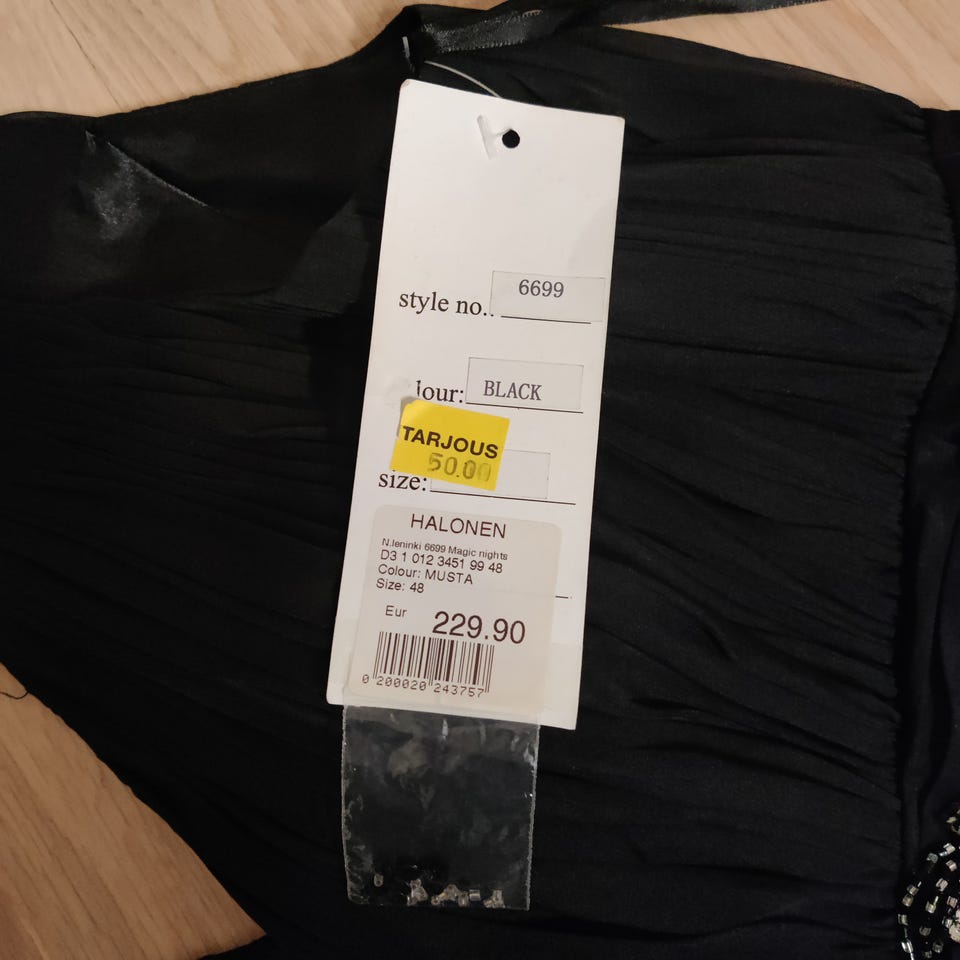 style no.:
6699
lour:
BLACK
TARJOUS
50.00
size:
HALONEN
N.leninki 6699 Magic nights
D3 1 012 3451 99 48
Colour: MUSTA
Size: 48
Eur 229.90
0 200020 243757